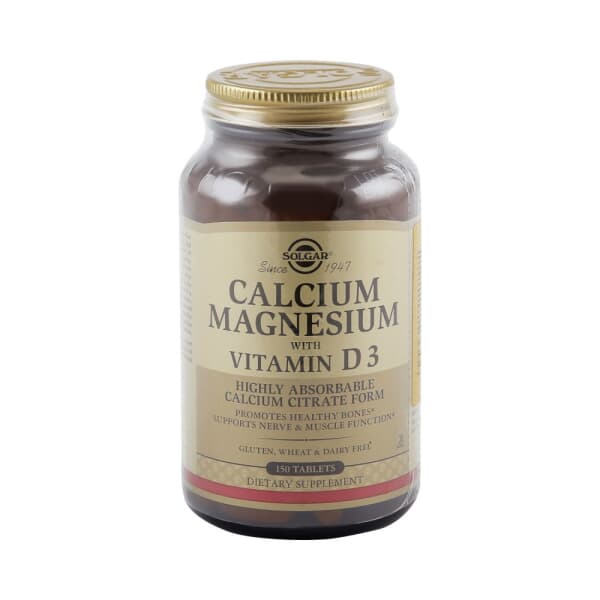 SOLGAR®
Since 1947
CALCIUM
MAGNESIUM
WITH
VITAMIN D3
HIGHLY ABSORBABLE
CALCIUM CITRATE FORM
PROMOTES HEALTHY BONES*
SUPPORTS NERVE & MUSCLE FUNCTION*
GLUTEN, WHEAT & DAIRY FREE*
150 TABLETS
DIETARY SUPPLEMENT